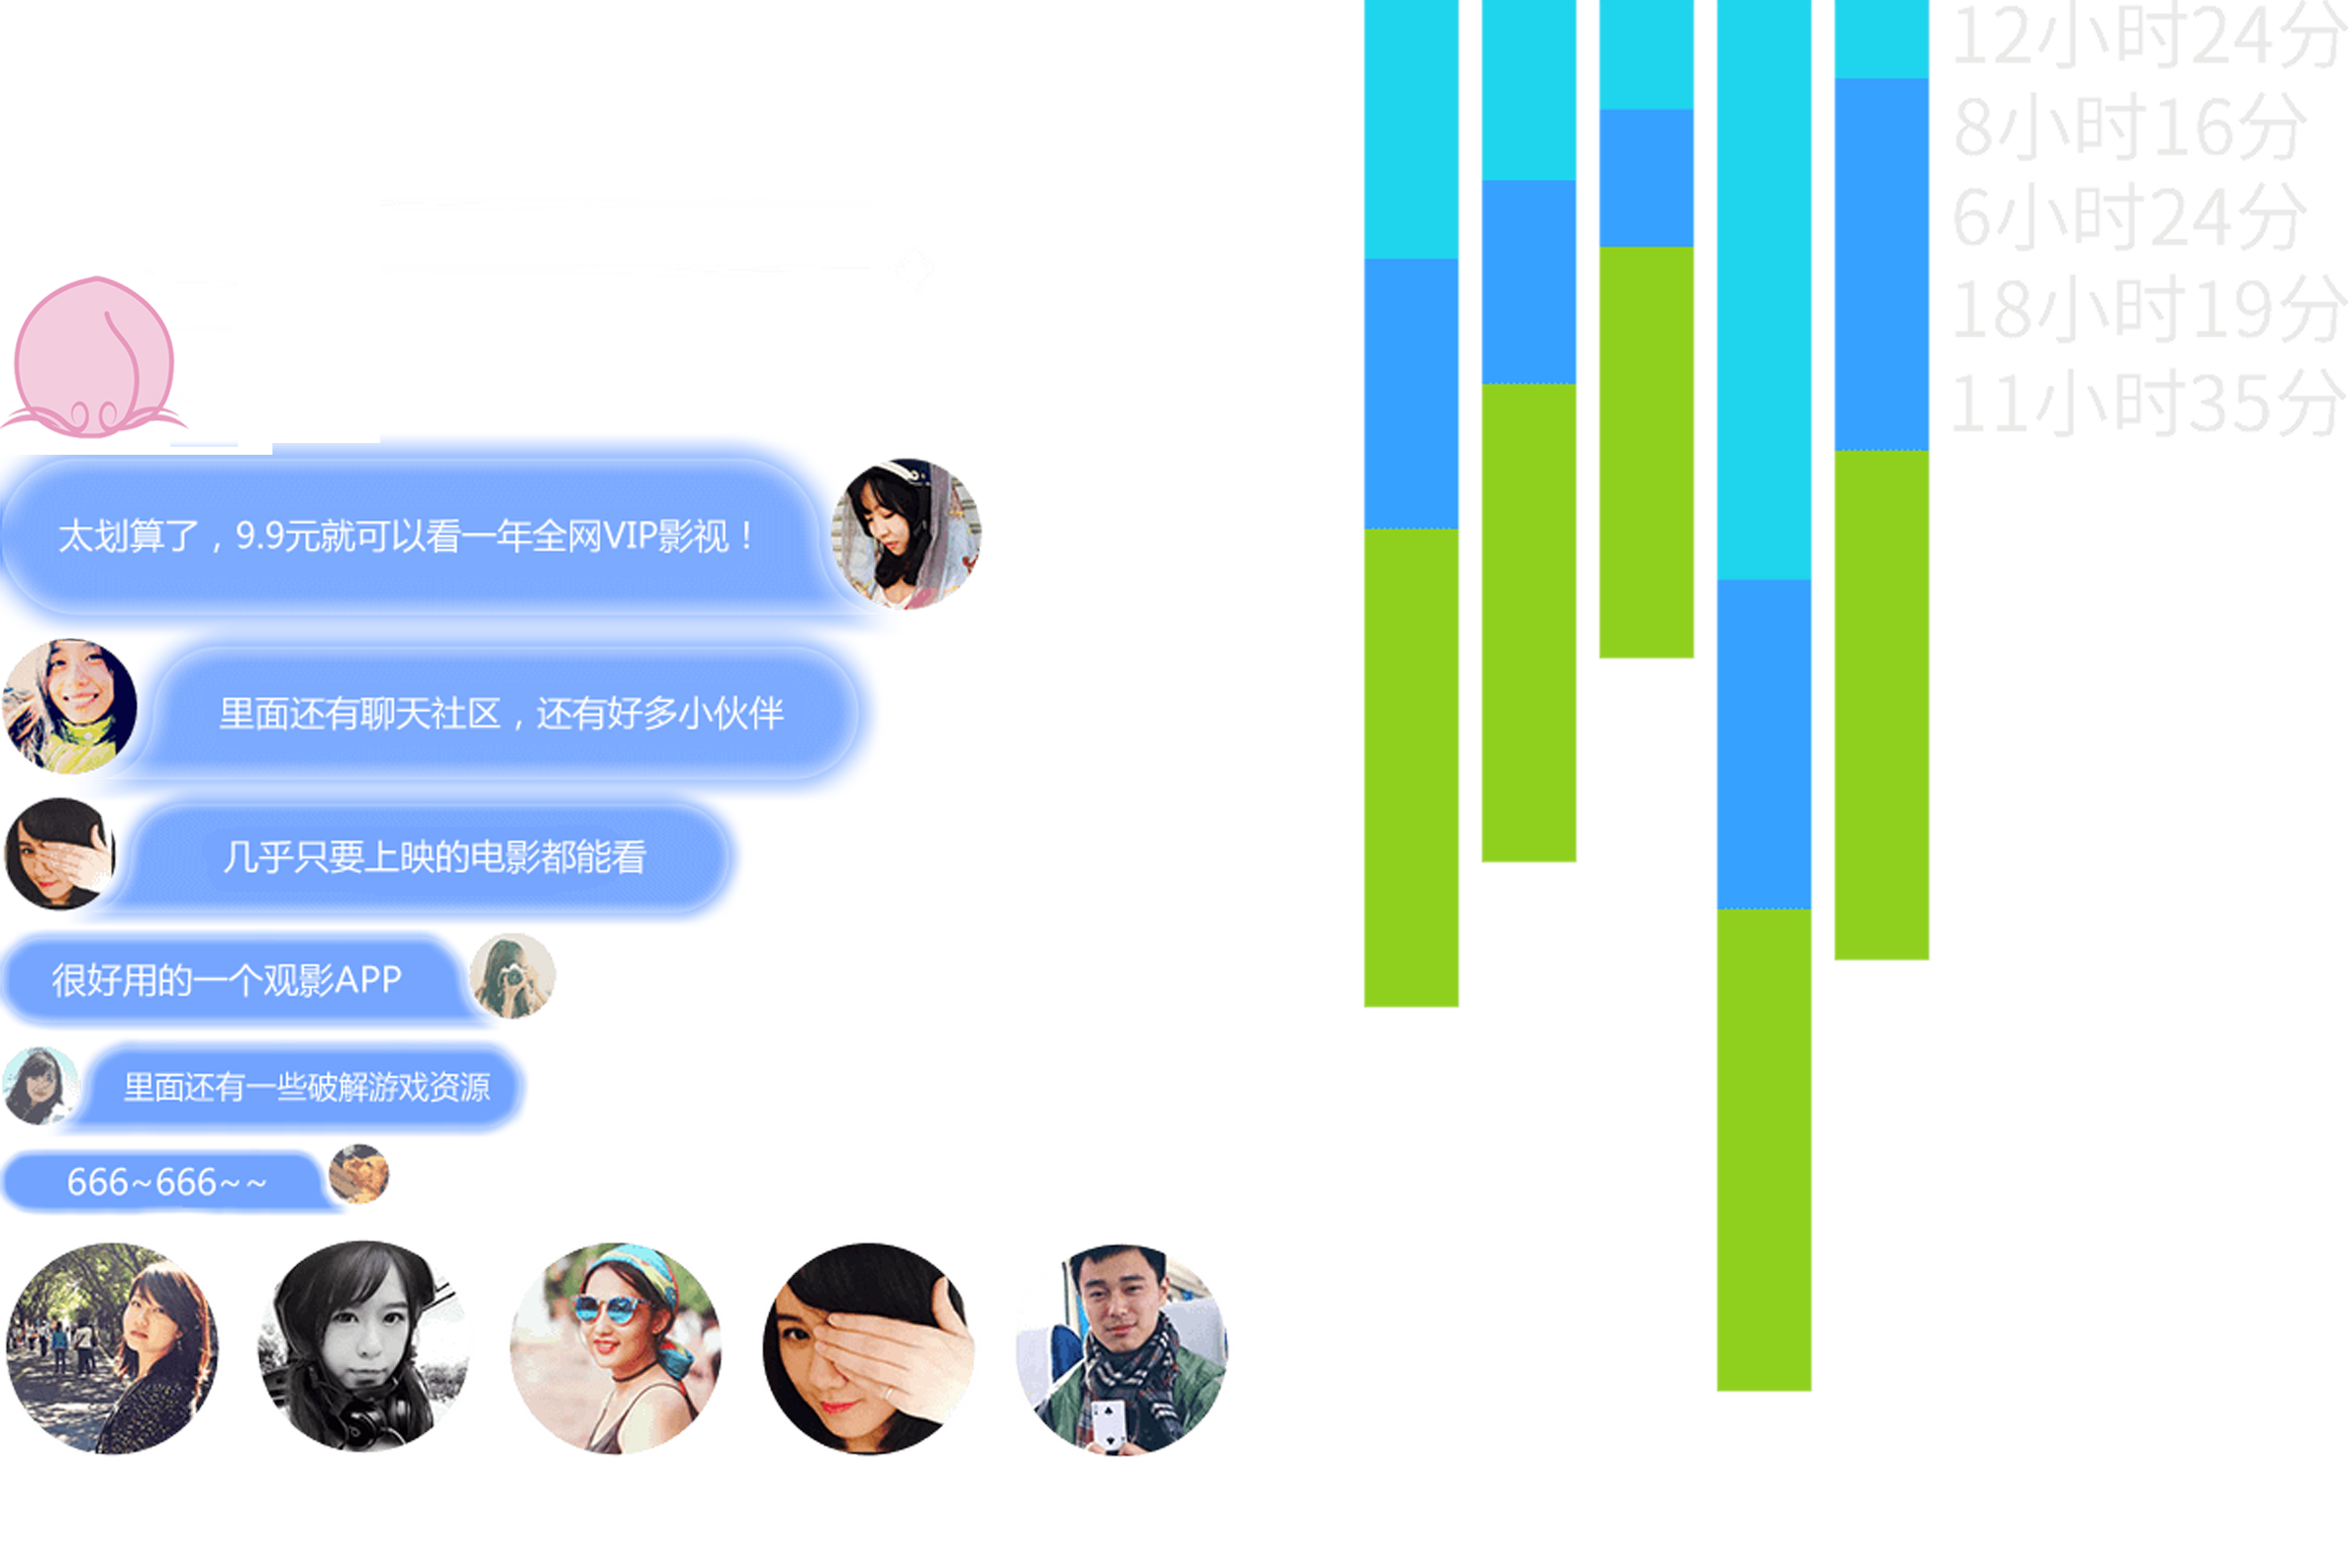 12小时24分
8小时16分
6小时24分
18小时19分
11小时35分
太划算了，9.9元就可以看一年全网VIP影视！
里面还有聊天社区，还有好多小伙伴
几乎只要上映的电影都能看
很好用的一个观影APP
里面还有一些破解游戏资源
666~666~~